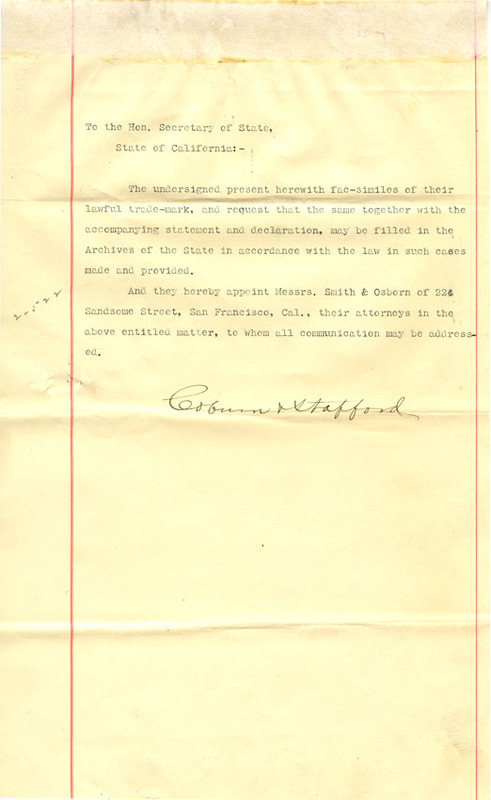 To the Hon. Secretary of State,
State of California:-
The undersigned present herewith fac-similes of their
lawful trade-mark, and request that the same together with the
accompanying statement and declaration, may be filled in the
Archives of the State in accordance with the law in such cases
made and provided.
And they hereby appoint Messrs. Smith & Osborn of 224
Sandsome Street, San Francisco, Cal., their attorneys in the
above entitled matter, to whom all communication may be address-
ed.
Coburn & Stafford